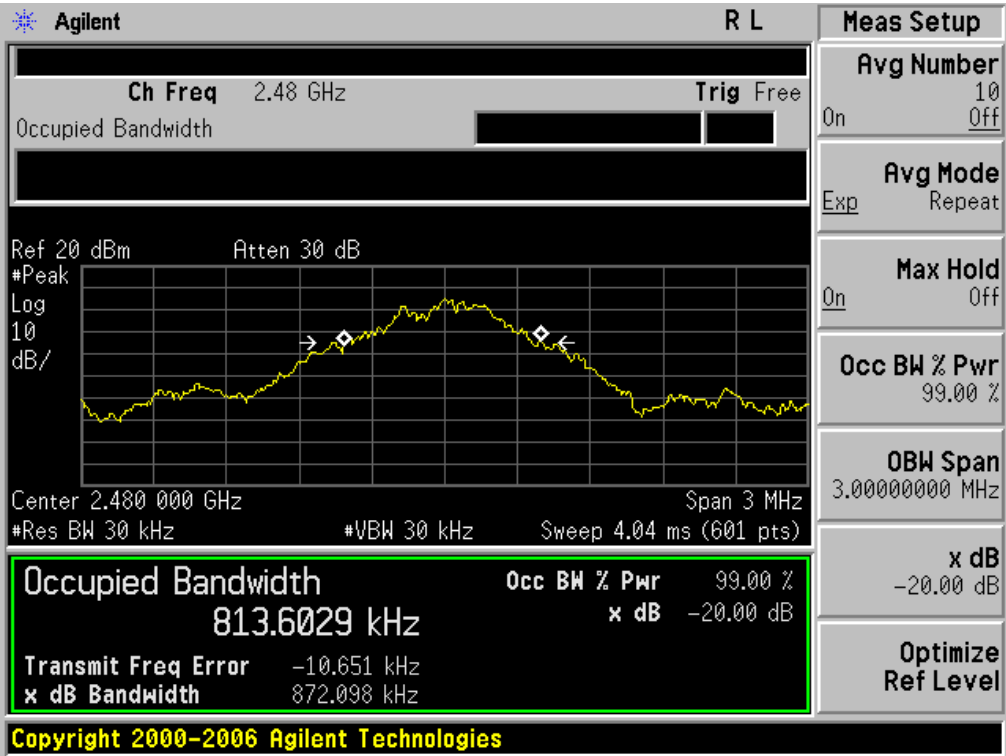 Agilent R L
Ch Freq 2.48 GHz Trig Free
Occupied Bandwidth
Ref 20 dBm Atten 30 dB
#Peak
Log
10
dB/
Center 2.480 000 GHz Span 3 MHz
#Res BW 30 kHz #VBW 30 kHz Sweep 4.04 ms (601 pts)
Occupied Bandwidth Occ BW % Pwr 99.00 %
813.6029 kHz x dB -20.00 dB
Transmit Freq Error -10.651 kHz
x dB Bandwidth 872.098 kHz
Copyright 2000-2006 Agilent Technologies
Meas Setup
Avg Number
10
On Off
Avg Mode
Exp Repeat
Max Hold
On Off
Occ BW % Pwr
99.00 %
OBW Span
3.00000000 MHz
x dB
-20.00 dB
Optimize
Ref Level